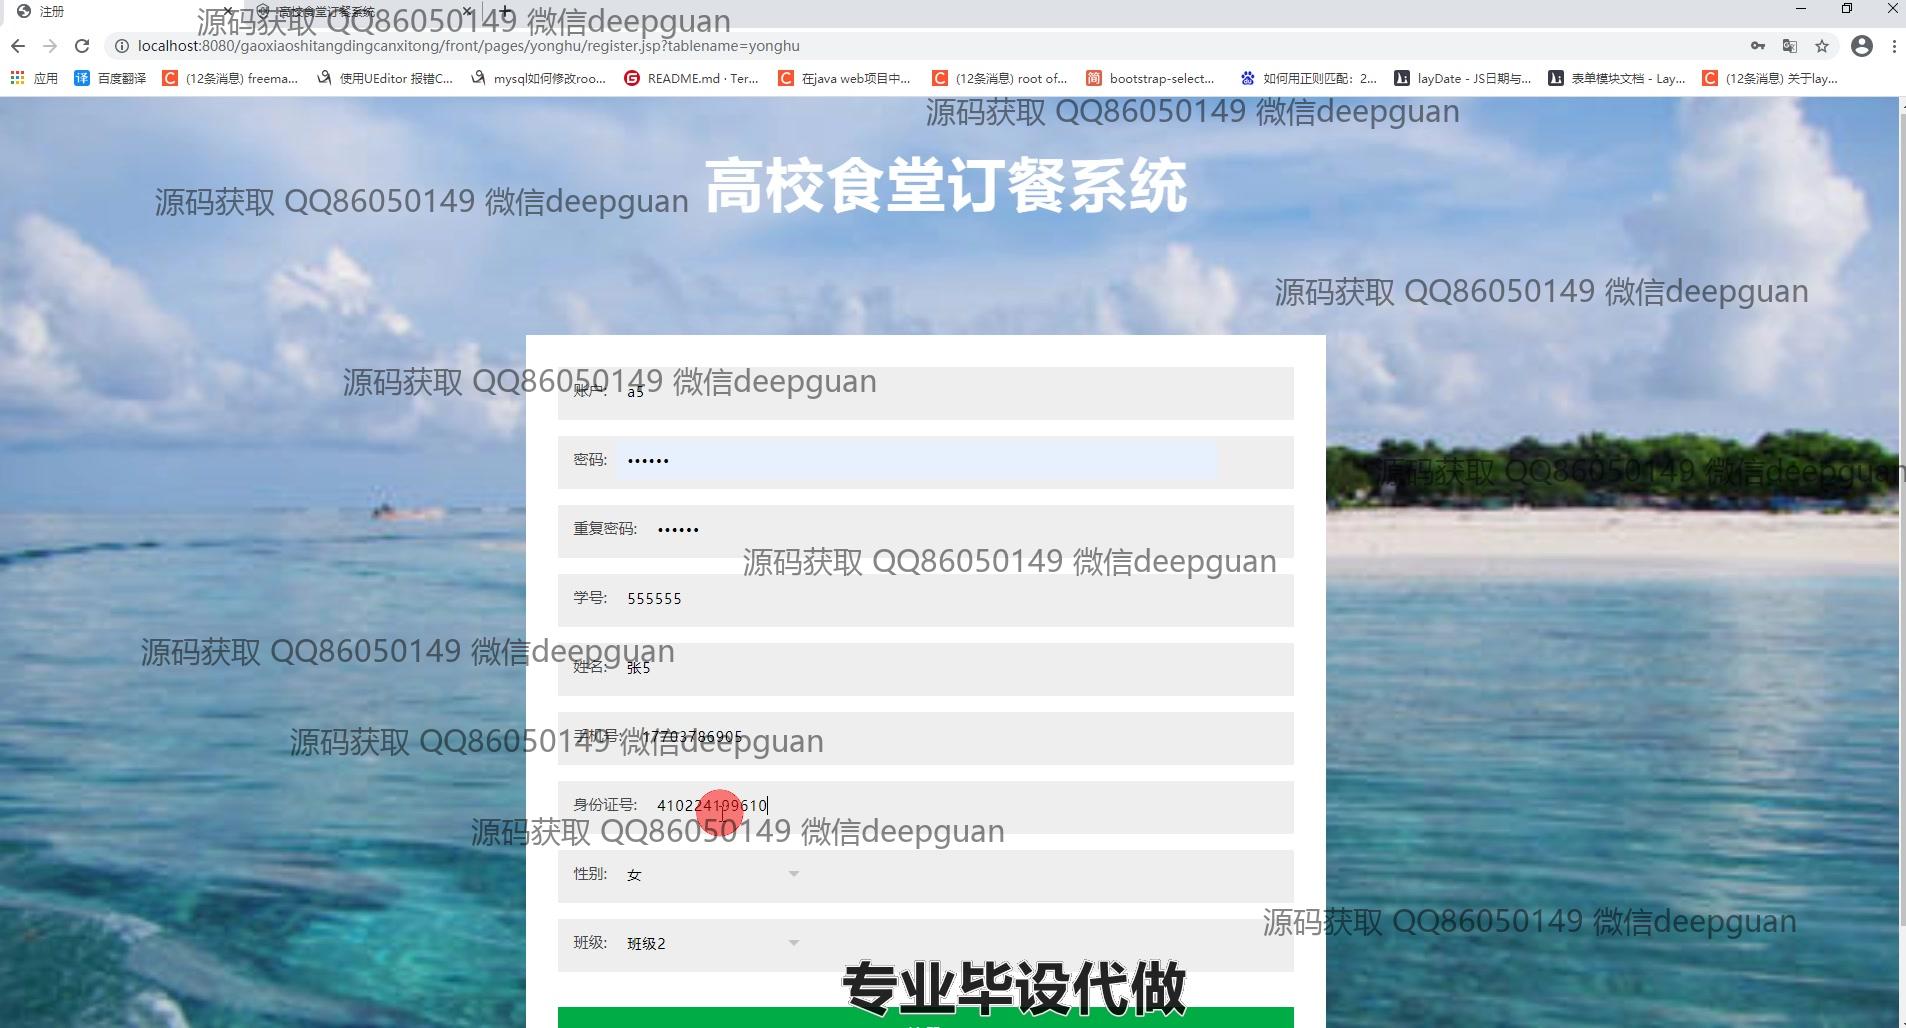 注册
高校食堂订餐系统
源码获取 QQ86050149 微信deepguan
localhost:8080/gaoxiaoshitangdingcanxitong/front/pages/yonghu/register.jsp?tablename=yonghu
应用 百度翻译 (12条消息) freema... 使用UEditor 报错C... mysql如何修改roo... README.md · Ter... 在java web项目中... (12条消息) root of... bootstrap-select... 如何用正则匹配：2... layDate - JS日期与... 表单模块文档 - Lay... (12条消息) 关于lay...
源码获取 QQ86050149 微信deepguan
高校食堂订餐系统
源码获取 QQ86050149 微信deepguan
源码获取 QQ86050149 微信deepguan
源码获取 QQ86050149 微信deepguan
账户: a5
密码: ••••••
源码获取 QQ86050149 微信deepguan
重复密码: ••••••
源码获取 QQ86050149 微信deepguan
学号: 555555
源码获取 QQ86050149 微信deepguan
姓名: 张5
手机号: 17703786905
源码获取 QQ86050149 微信deepguan
身份证号: 410224199610
源码获取 QQ86050149 微信deepguan
性别: 女
源码获取 QQ86050149 微信deepguan
班级: 班级2
专业毕设代做